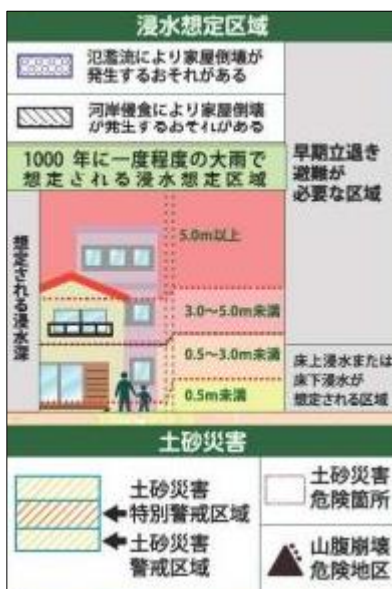 浸水想定区域
氾濫流により家屋倒壊が
発生するおそれがある
河岸侵食により家屋倒壊
が発生するおそれがある
1000年に一度程度の大雨で
想定される浸水想定区域
早期立退き
避難が
必要な区域
想定される浸水深
5.0m以上
3.0～5.0m未満
0.5～3.0m未満
0.5m未満
床上浸水または
床下浸水が
想定される区域
土砂災害
土砂災害
特別警戒区域
土砂災害
警戒区域
土砂災害
危険箇所
山腹崩壊
危険地区